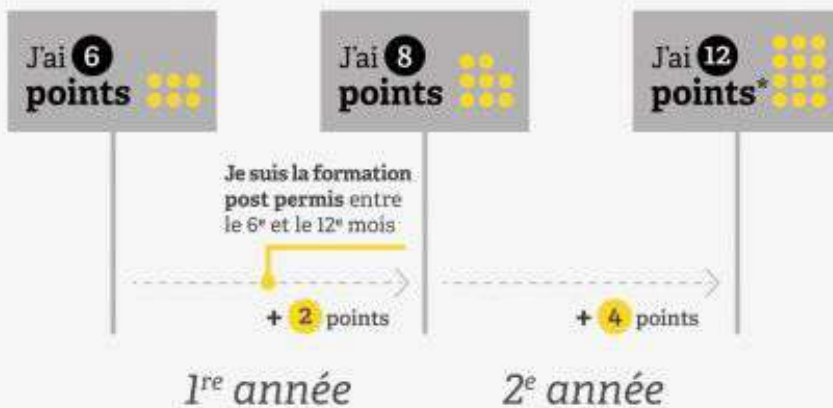 J'ai 6
points
J'ai 8
points
J'ai 12
points*
Je suis la formation
post permis entre
le 6e et le 12e mois
+ 2 points
+ 4 points
1re année
2e année